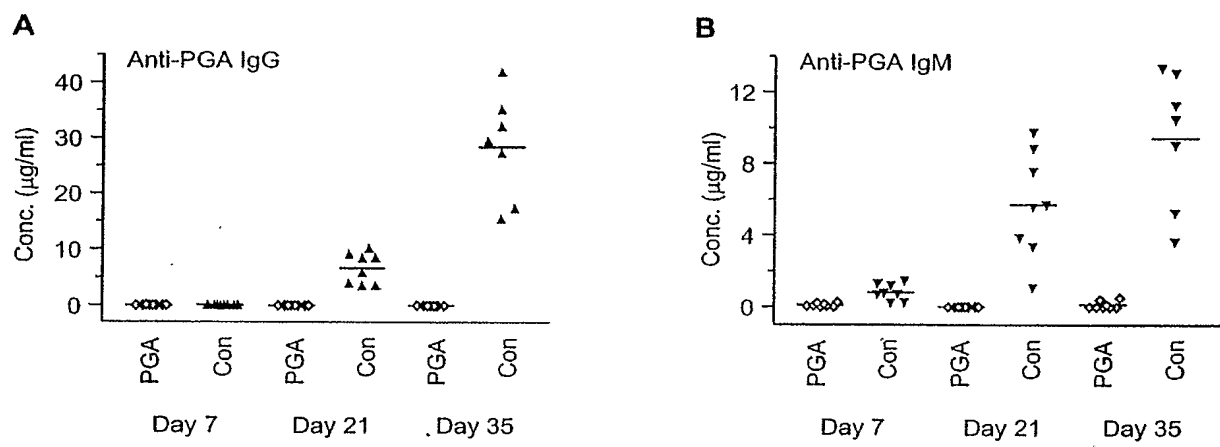 A
Anti-PGA IgG
Conc. (µg/ml)
40
30
20
10
0
PGA
Con
PGA
Con
PGA
Con
Day 7
Day 21
Day 35
B
Anti-PGA IgM
Conc. (µg/ml)
12
8
4
0
PGA
Con
PGA
Con
PGA
Con
Day 7
Day 21
Day 35